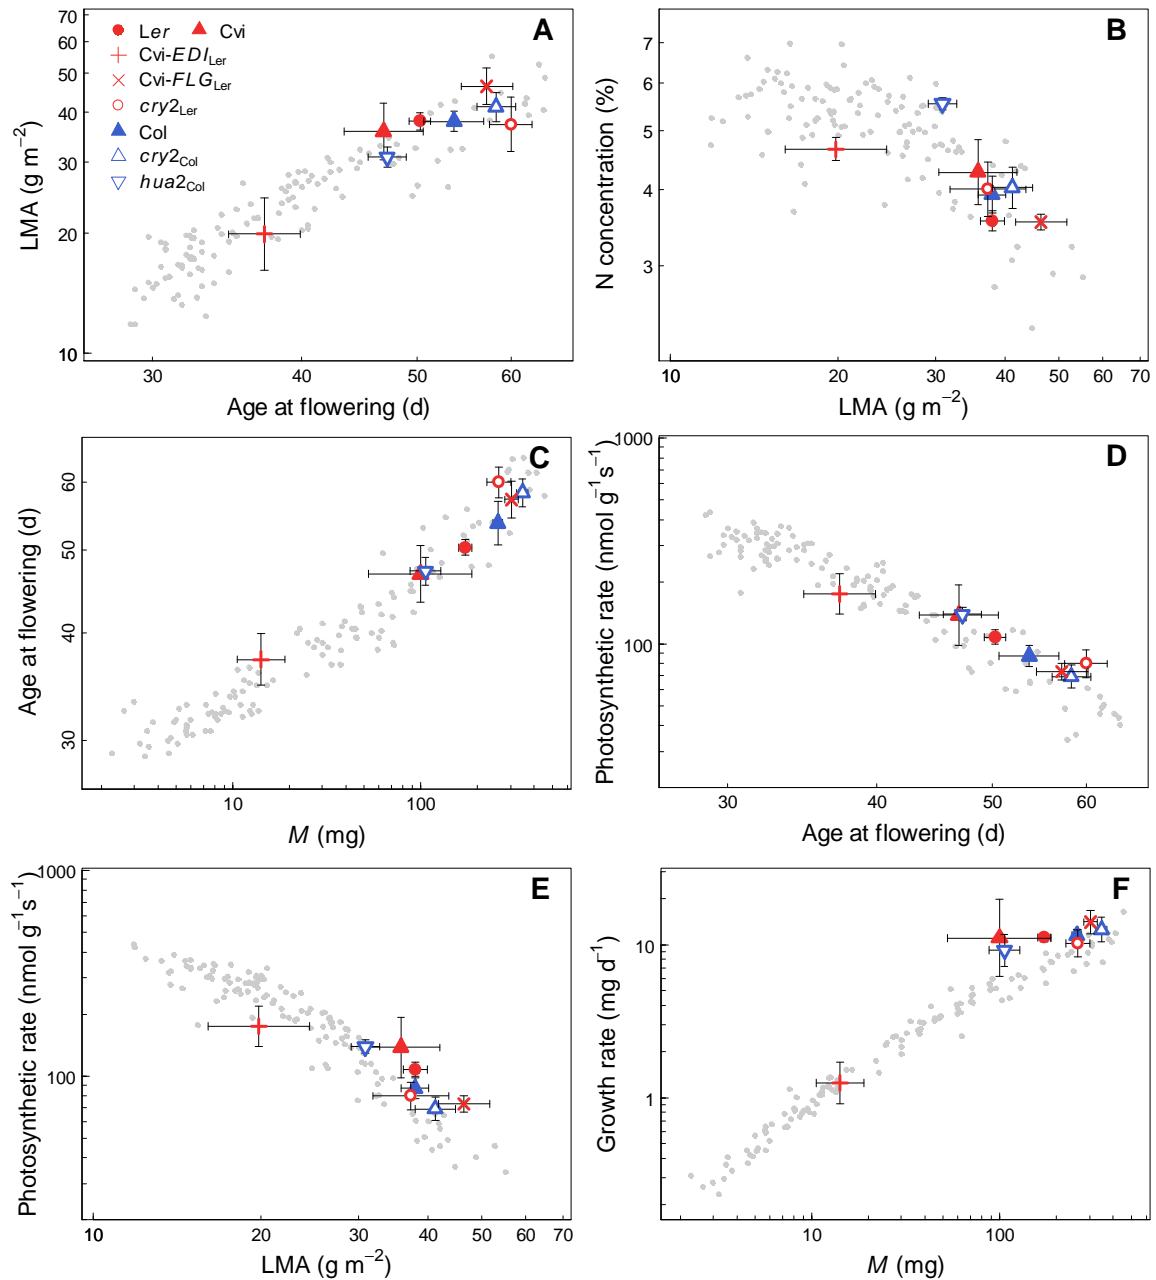 A
70
60
50
40
30
20
10
LMA (g m−2)
Ler Cvi
Cvi-EDILer
Cvi-FLGLer
cry2Ler
Col
cry2Col
hua2Col
30 40 50 60
Age at flowering (d)
B
7
6
5
4
3
N concentration (%)
10 20 30 40 50 60 70
LMA (g m−2)
C
60
50
40
30
Age at flowering (d)
10 100
M (mg)
D
1000
100
Photosynthetic rate (nmol g−1s−1)
30 40 50 60
Age at flowering (d)
E
1000
100
Photosynthetic rate (nmol g−1s−1)
10 20 30 40 50 60 70
LMA (g m−2)
F
10
1
Growth rate (mg d−1)
10 100
M (mg)